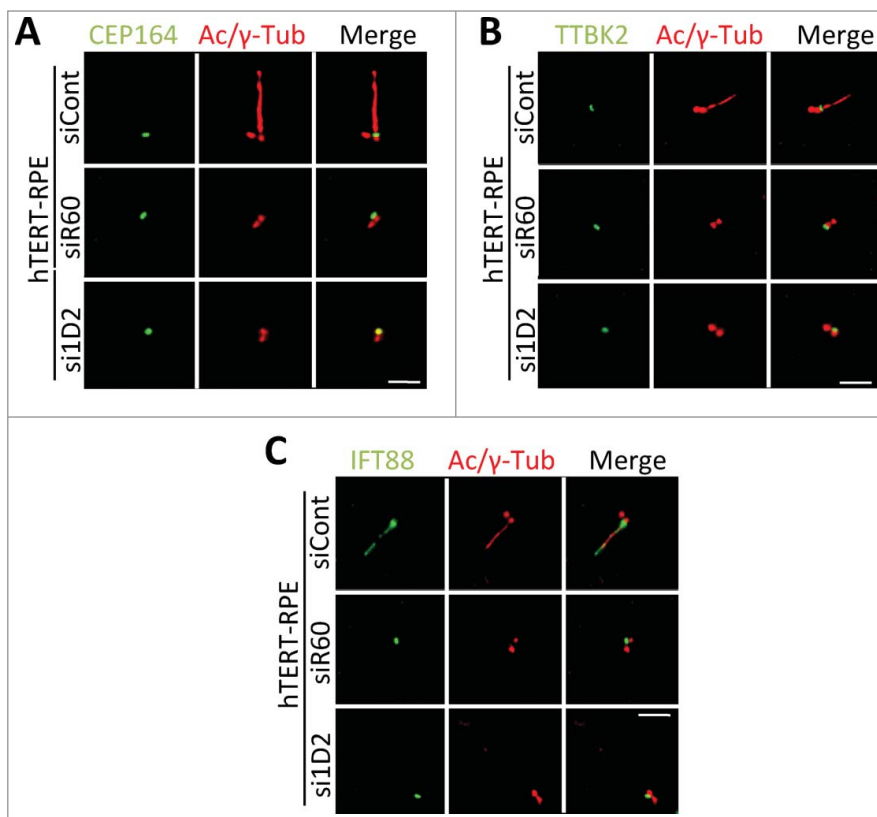 A
CEP164 Ac/γ-Tub Merge
hTERT-RPE
siCont
siR60
si1D2
B
TTBK2 Ac/γ-Tub Merge
hTERT-RPE
siCont
siR60
si1D2
C
IFT88 Ac/γ-Tub Merge
hTERT-RPE
siCont
siR60
si1D2